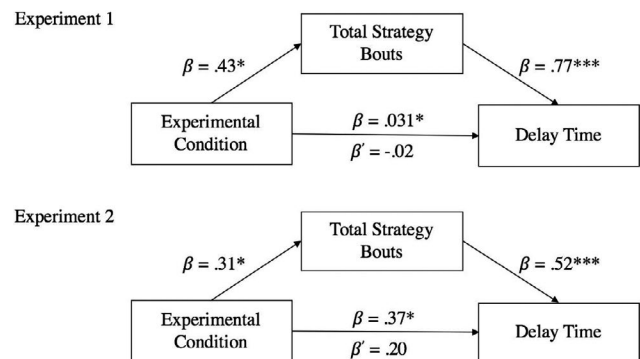 Experiment 1
Total Strategy
Bouts
β = .43*
β = .77***
Experimental
Condition
β = .031*
β′ = -.02
Delay Time
Experiment 2
Total Strategy
Bouts
β = .31*
β = .52***
Experimental
Condition
β = .37*
β′ = .20
Delay Time